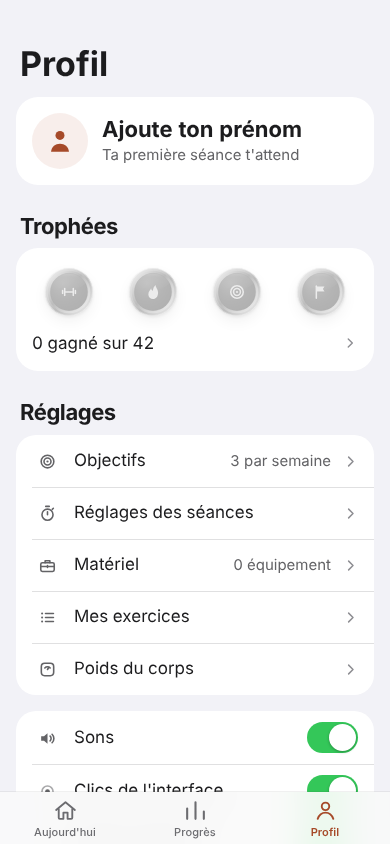 Profil
Ajoute ton prénom
Ta première séance t'attend
Trophées
0 gagné sur 42
Réglages
Objectifs 3 par semaine
Réglages des séances
Matériel 0 équipement
Mes exercices
Poids du corps
Sons
Clics de l'interface
Aujourd'hui Progrès Profil